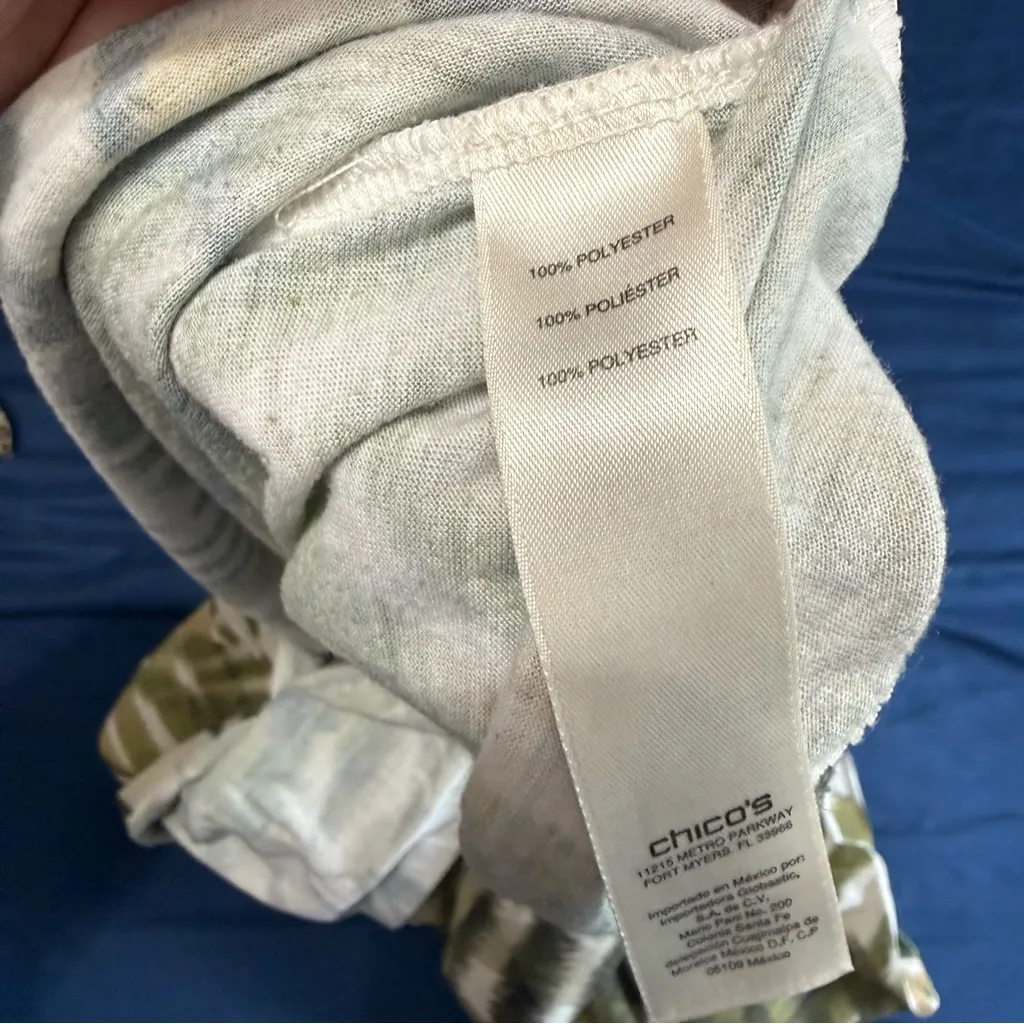 100% POLYESTER
100% POLIÉSTER
100% POLYESTER
chico's
11215 METRO PARKWAY
FORT MYERS, FL 33966
Importado en México por:
Importadora Globastic,
S.A. de C.V.
Mario Pani No. 200
Colonia Santa Fe
delegación Cuajimalpa de
Morelos México D.F, C.P
05109 México